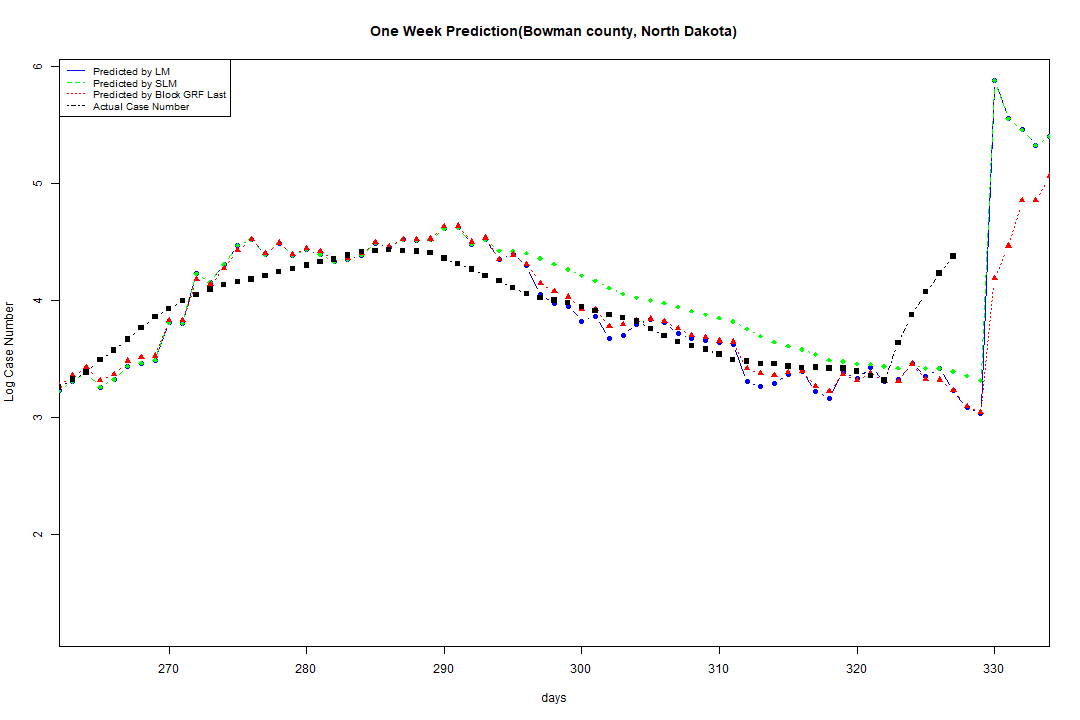 One Week Prediction(Bowman county, North Dakota)
Predicted by LM
Predicted by SLM
Predicted by Block GRF Last
Actual Case Number
6
5
4
3
2
Log Case Number
270 280 290 300 310 320 330
days